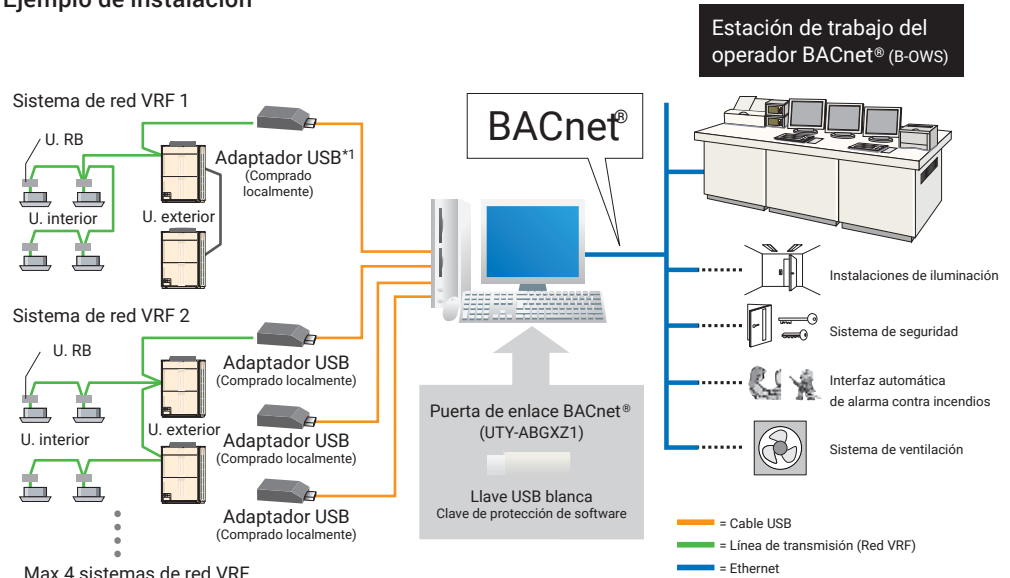 Ejemplo de instalación
Estación de trabajo del
operador BACnet® (B-OWS)
Sistema de red VRF 1
U. RB
U. interior
U. exterior
Adaptador USB*1
(Comprado
localmente)
BACnet®
Sistema de red VRF 2
U. RB
U. interior
U. exterior
Adaptador USB
(Comprado localmente)
Adaptador USB
(Comprado localmente)
Adaptador USB
(Comprado localmente)
Max 4 sistemas de red VRF
Puerta de enlace BACnet®
(UTY-ABGXZ1)
Llave USB blanca
Clave de protección de software
Instalaciones de iluminación
Sistema de seguridad
Interfaz automática
de alarma contra incendios
Sistema de ventilación
= Cable USB
= Línea de transmisión (Red VRF)
= Ethernet